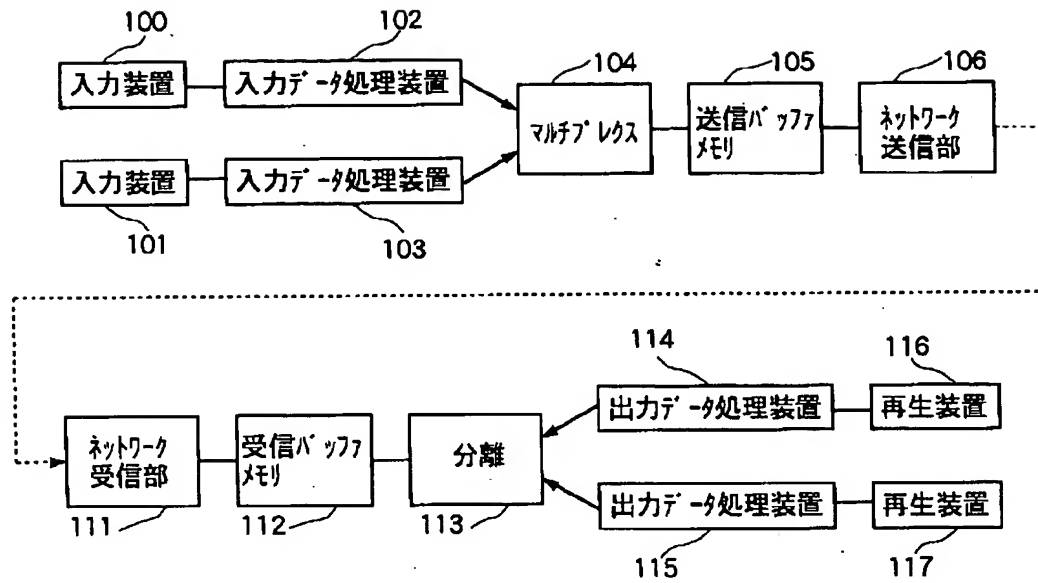 100
102
104
105
106
入力装置
入力データ処理装置
マルチプレクス
送信バッファ
メモリ
ネットワーク
送信部
入力装置
入力データ処理装置
101
103
114
116
出力データ処理装置
再生装置
ネットワーク
受信部
受信バッファ
メモリ
分離
出力データ処理装置
再生装置
111
112
113
115
117